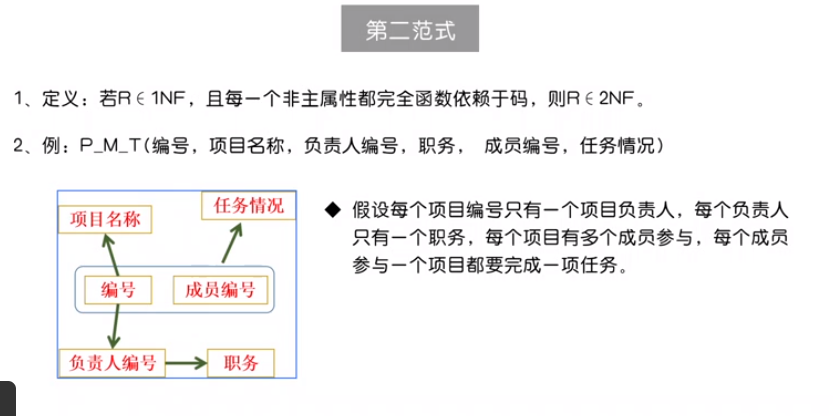 第二范式
1、定义：若R∈1NF，且每一个非主属性都完全函数依赖于码，则R∈2NF。
2、例：P_M_T(编号，项目名称，负责人编号，职务， 成员编号，任务情况)
项目名称
任务情况
编号
成员编号
负责人编号
职务
◆ 假设每个项目编号只有一个项目负责人，每个负责人
只有一个职务，每个项目有多个成员参与，每个成员
参与一个项目都要完成一项任务。